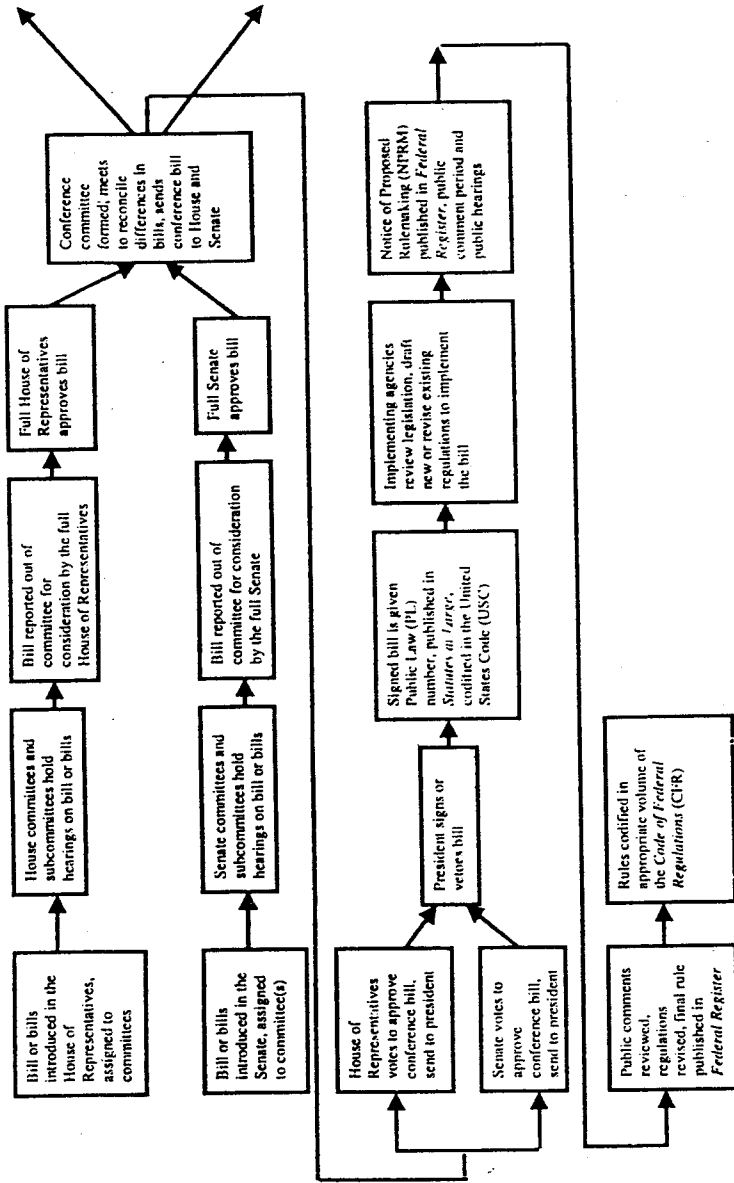 Bill or bills
introduced in the
House of
Representatives,
assigned to
committees
House committees and
subcommittees hold
hearings on bill or bills
Bill reported out of
committee for
consideration by the full
House of Representatives
Full House of
Representatives
approves bill
Bill or bills
introduced in the
Senate, assigned
to committee(s)
Senate committees and
subcommittees hold
hearings on bill or bills
Bill reported out of
committee for consideration
by the full Senate
Full Senate
approves bill
Conference
committee
formed; meets
to reconcile
differences in
bills, sends
conference bill
to House and
Senate
House of
Representatives
votes to approve
conference bill,
send to president
Senate votes to
approve
conference bill,
send to president
President signs or
vetoes bill
Signed bill is given
Public Law (PL)
number, published in
Statutes at Large,
codified in the United
States Code (USC)
Implementing agencies
review legislation, draft
new or revise existing
regulations to implement
the bill
Notice of Proposed
Rulemaking (NPRM)
published in Federal
Register, public
comment period and
public hearings
Public comments
reviewed,
regulations
revised, final rule
published in
Federal Register
Rules codified in
appropriate volume of
the Code of Federal
Regulations (CFR)